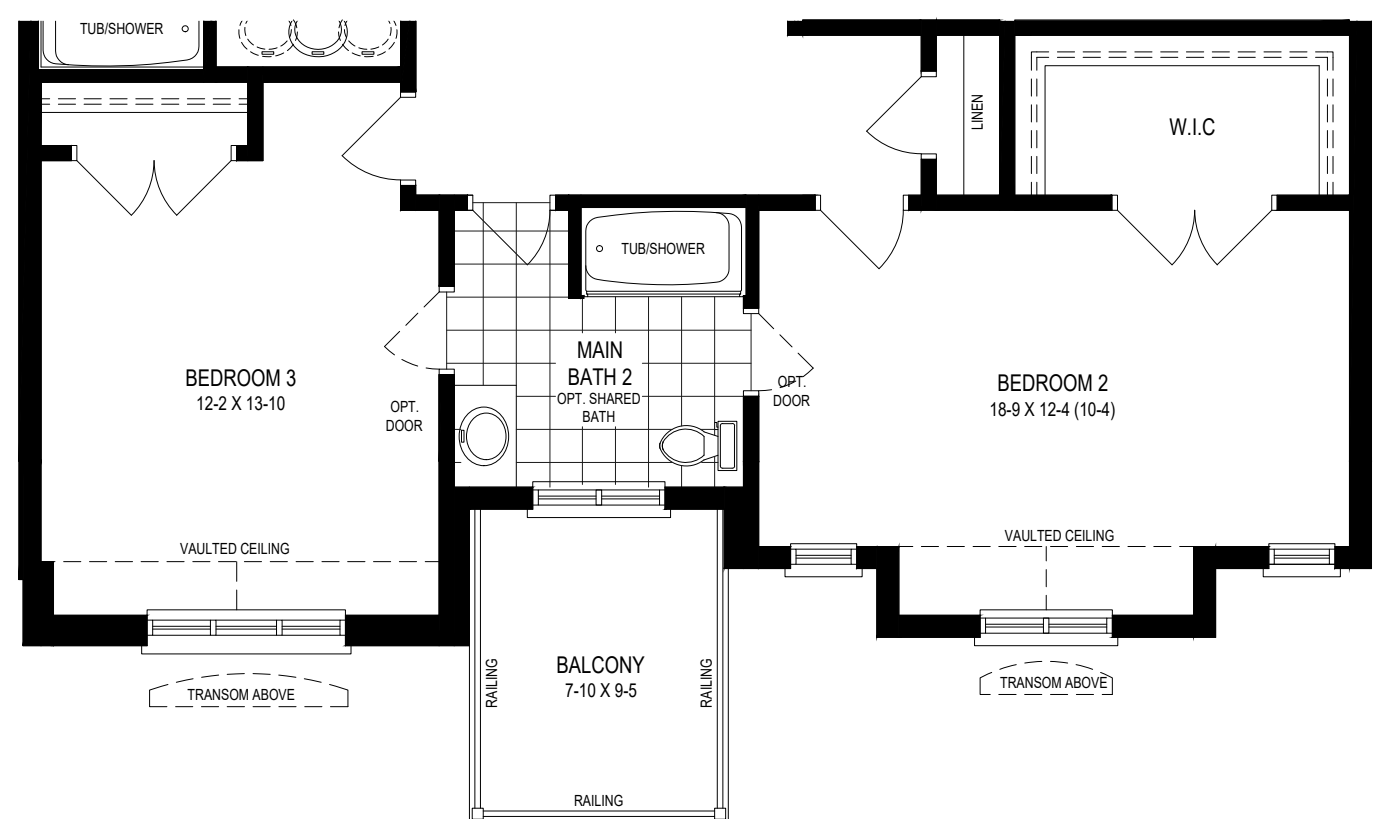 TUB/SHOWER
LINEN
W.I.C
TUB/SHOWER
MAIN
BATH 2
OPT. SHARED
BATH
BEDROOM 3
12-2 X 13-10
OPT.
DOOR
OPT.
DOOR
BEDROOM 2
18-9 X 12-4 (10-4)
VAULTED CEILING
VAULTED CEILING
BALCONY
7-10 X 9-5
RAILING
RAILING
TRANSOM ABOVE
TRANSOM ABOVE
RAILING